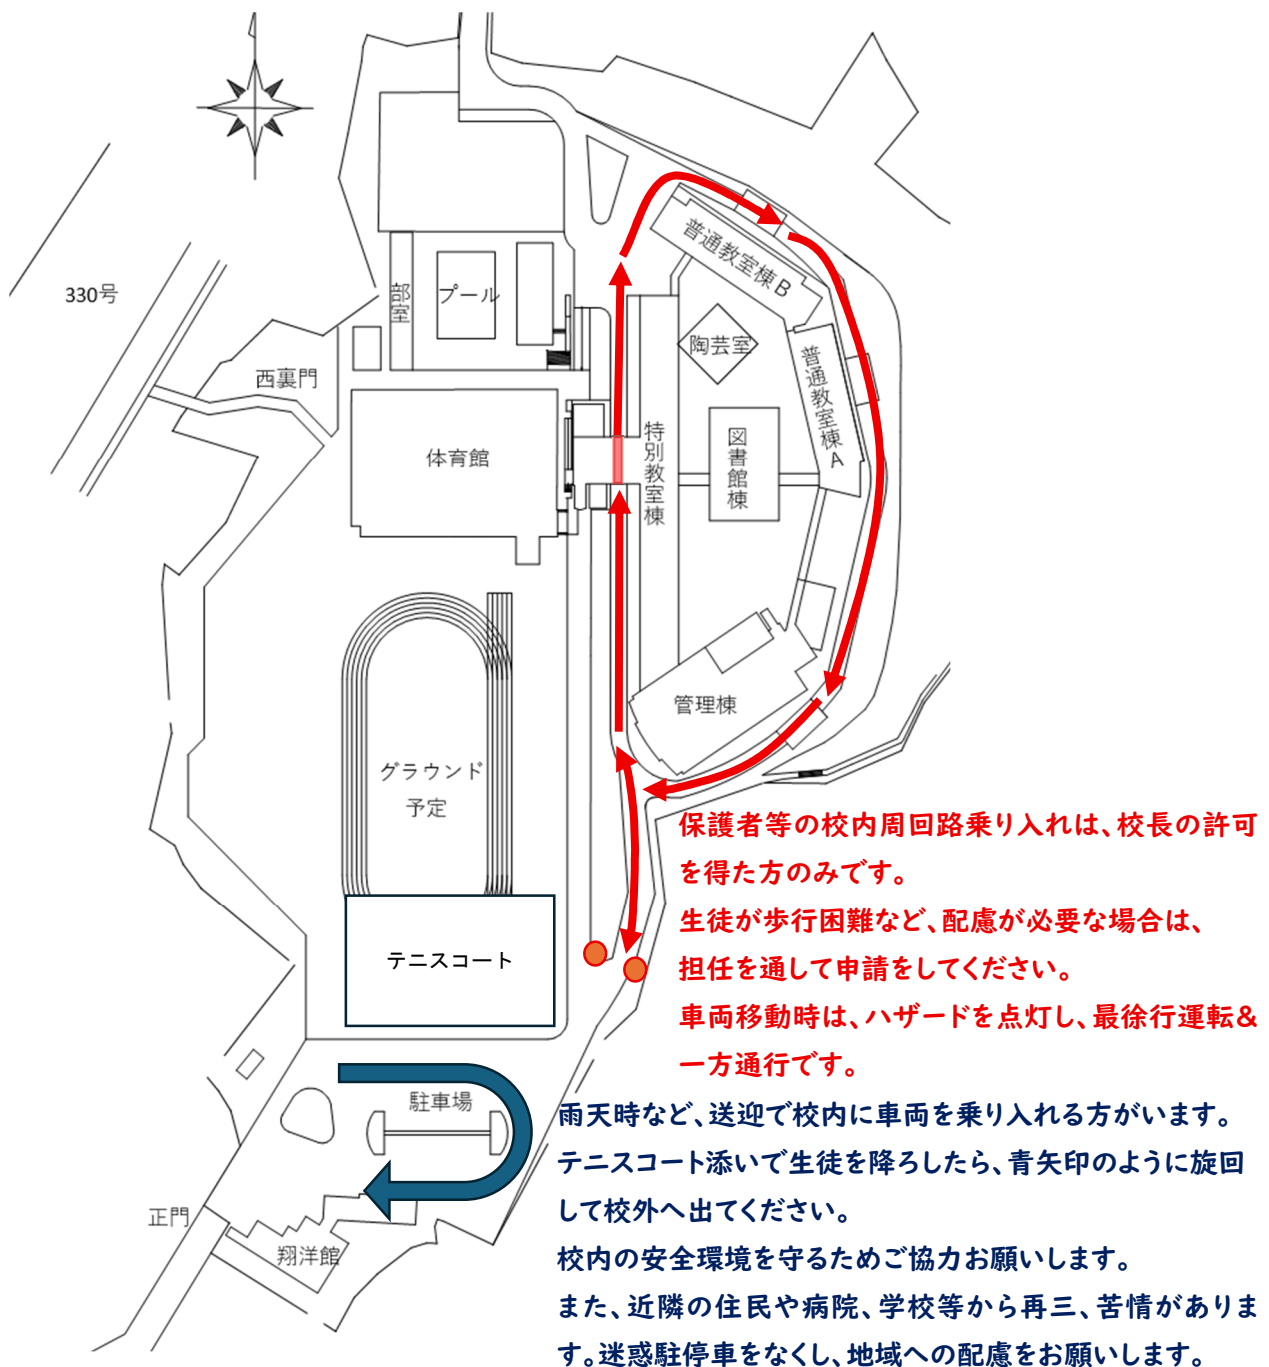 330号
西裏門
部室
プール
体育館
普通教室棟B
陶芸室
普通教室棟A
特別教室棟
図書館棟
管理棟
グラウンド
予定
テニスコート
駐車場
正門
翔洋館
保護者等の校内周回路乗り入れは、校長の許可
を得た方のみです。
生徒が歩行困難など、配慮が必要な場合は、
担任を通して申請をしてください。
車両移動時は、ハザードを点灯し、最徐行運転&
一方通行です。
雨天時など、送迎で校内に車両を乗り入れる方がいます。
テニスコート添いで生徒を降ろしたら、青矢印のように旋回
して校外へ出てください。
校内の安全環境を守るためご協力お願いします。
また、近隣の住民や病院、学校等から再三、苦情がありま
す。迷惑駐停車をなくし、地域への配慮をお願いします。